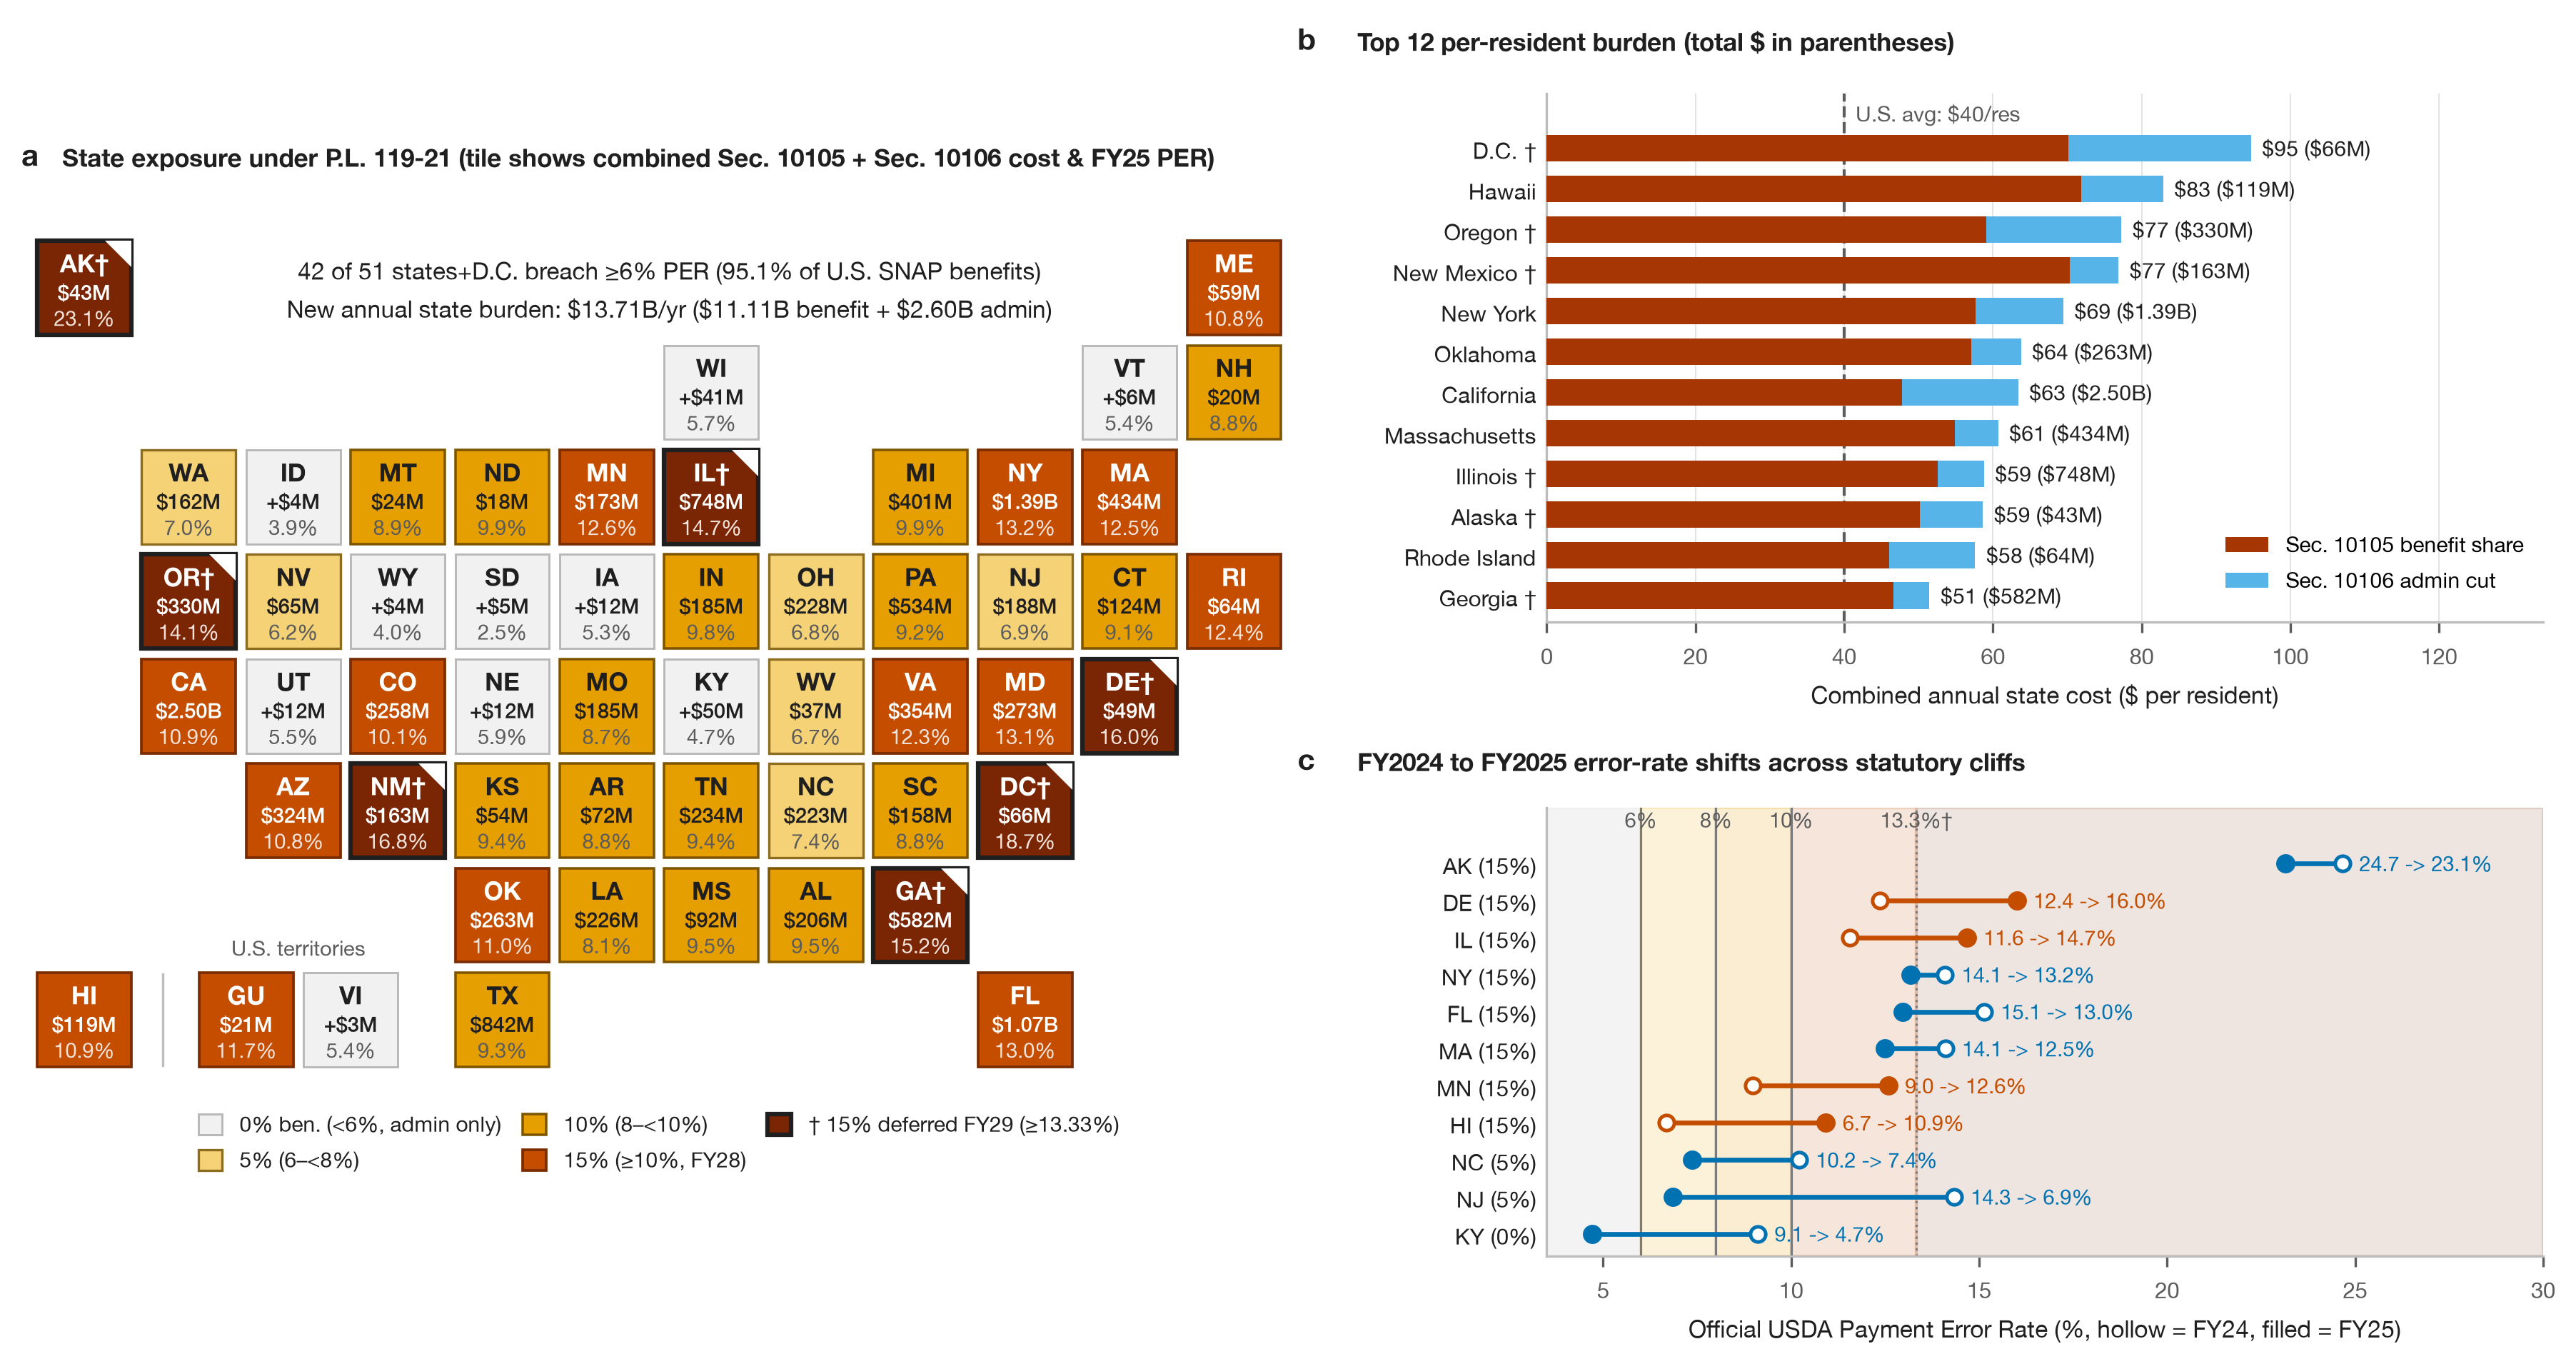 a State exposure under P.L. 119-21 (tile shows combined Sec. 10105 + Sec. 10106 cost & FY25 PER)
42 of 51 states+D.C. breach ≥6% PER (95.1% of U.S. SNAP benefits)
New annual state burden: $13.71B/yr ($11.11B benefit + $2.60B admin)
AK†
$43M
23.1%
ME
$59M
10.8%
WI
+$41M
5.7%
VT
+$6M
5.4%
NH
$20M
8.8%
WA
$162M
7.0%
ID
+$4M
3.9%
MT
$24M
8.9%
ND
$18M
9.9%
MN
$173M
12.6%
IL†
$748M
14.7%
MI
$401M
9.9%
NY
$1.39B
13.2%
MA
$434M
12.5%
OR†
$330M
14.1%
NV
$65M
6.2%
WY
+$4M
4.0%
SD
+$5M
2.5%
IA
+$12M
5.3%
IN
$185M
9.8%
OH
$228M
6.8%
PA
$534M
9.2%
NJ
$188M
6.9%
CT
$124M
9.1%
RI
$64M
12.4%
CA
$2.50B
10.9%
UT
+$12M
5.5%
CO
$258M
10.1%
NE
+$12M
5.9%
MO
$185M
8.7%
KY
+$50M
4.7%
WV
$37M
6.7%
VA
$354M
12.3%
MD
$273M
13.1%
DE†
$49M
16.0%
AZ
$324M
10.8%
NM†
$163M
16.8%
KS
$54M
9.4%
AR
$72M
8.8%
TN
$234M
9.4%
NC
$223M
7.4%
SC
$158M
8.8%
DC†
$66M
18.7%
OK
$263M
11.0%
LA
$226M
8.1%
MS
$92M
9.5%
AL
$206M
9.5%
GA†
$582M
15.2%
U.S. territories
HI
$119M
10.9%
GU
$21M
11.7%
VI
+$3M
5.4%
TX
$842M
9.3%
FL
$1.07B
13.0%
0% ben. (<6%, admin only)
5% (6–<8%)
10% (8–<10%)
15% (≥10%, FY28)
† 15% deferred FY29 (≥13.33%)
b Top 12 per-resident burden (total $ in parentheses)
U.S. avg: $40/res
D.C. † $95 ($66M)
Hawaii $83 ($119M)
Oregon † $77 ($330M)
New Mexico † $77 ($163M)
New York $69 ($1.39B)
Oklahoma $64 ($263M)
California $63 ($2.50B)
Massachusetts $61 ($434M)
Illinois † $59 ($748M)
Alaska † $59 ($43M)
Rhode Island $58 ($64M)
Georgia † $51 ($582M)
Sec. 10105 benefit share
Sec. 10106 admin cut
0 20 40 60 80 100 120
Combined annual state cost ($ per resident)
c FY2024 to FY2025 error-rate shifts across statutory cliffs
6% 8% 10% 13.3%†
AK (15%) 24.7 -> 23.1%
DE (15%) 12.4 -> 16.0%
IL (15%) 11.6 -> 14.7%
NY (15%) 14.1 -> 13.2%
FL (15%) 15.1 -> 13.0%
MA (15%) 14.1 -> 12.5%
MN (15%) 9.0 -> 12.6%
HI (15%) 6.7 -> 10.9%
NC (5%) 10.2 -> 7.4%
NJ (5%) 14.3 -> 6.9%
KY (0%) 9.1 -> 4.7%
5 10 15 20 25 30
Official USDA Payment Error Rate (%, hollow = FY24, filled = FY25)